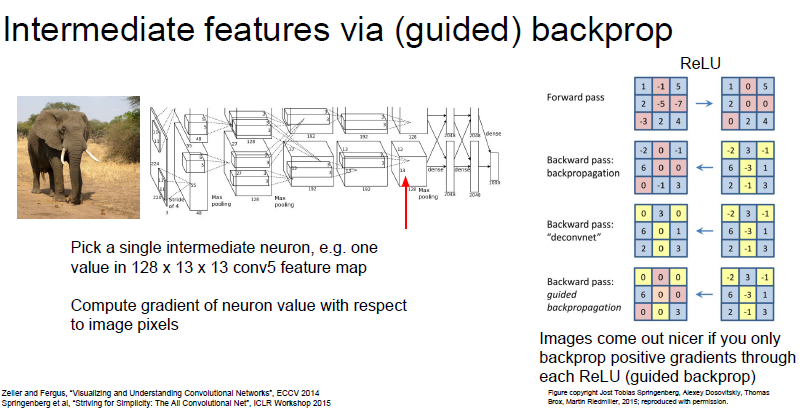 Intermediate features via (guided) backprop
ReLU
Forward pass
1 -1 5
2 -5 -7
-3 2 4
1 0 5
2 0 0
0 2 4
Backward pass:
backpropagation
-2 0 -1
6 0 0
0 -1 3
-2 3 -1
6 -3 1
2 -1 3
Backward pass:
"deconvnet"
0 3 0
6 0 1
2 0 3
-2 3 -1
6 -3 1
2 -1 3
Backward pass:
guided
backpropagation
0 0 0
6 0 0
0 0 3
-2 3 -1
6 -3 1
2 -1 3
224
Stride
of 4
55
48
27
Max
pooling
128
Max
pooling
192
192
192
192
13
13
128
128
Max
pooling
dense
dense
dense
2048
2048
1000
Pick a single intermediate neuron, e.g. one
value in 128 x 13 x 13 conv5 feature map
Compute gradient of neuron value with respect
to image pixels
Images come out nicer if you only
backprop positive gradients through
each ReLU (guided backprop)
Zeiler and Fergus, "Visualizing and Understanding Convolutional Networks", ECCV 2014
Springenberg et al, "Striving for Simplicity: The All Convolutional Net", ICLR Workshop 2015
Figure copyright Jost Tobias Springenberg, Alexey Dosovitskiy, Thomas
Brox, Martin Riedmiller, 2015; reproduced with permission.